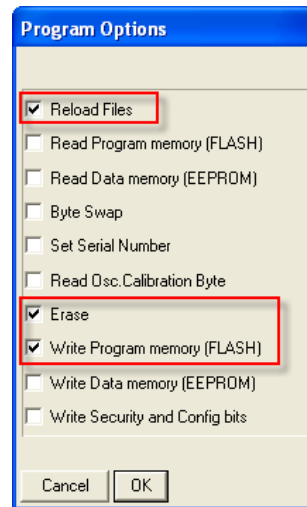 Program Options
Reload Files
Read Program memory (FLASH)
Read Data memory (EEPROM)
Byte Swap
Set Serial Number
Read Osc.Calibration Byte
Erase
Write Program memory (FLASH)
Write Data memory (EEPROM)
Write Security and Config bits
Cancel OK